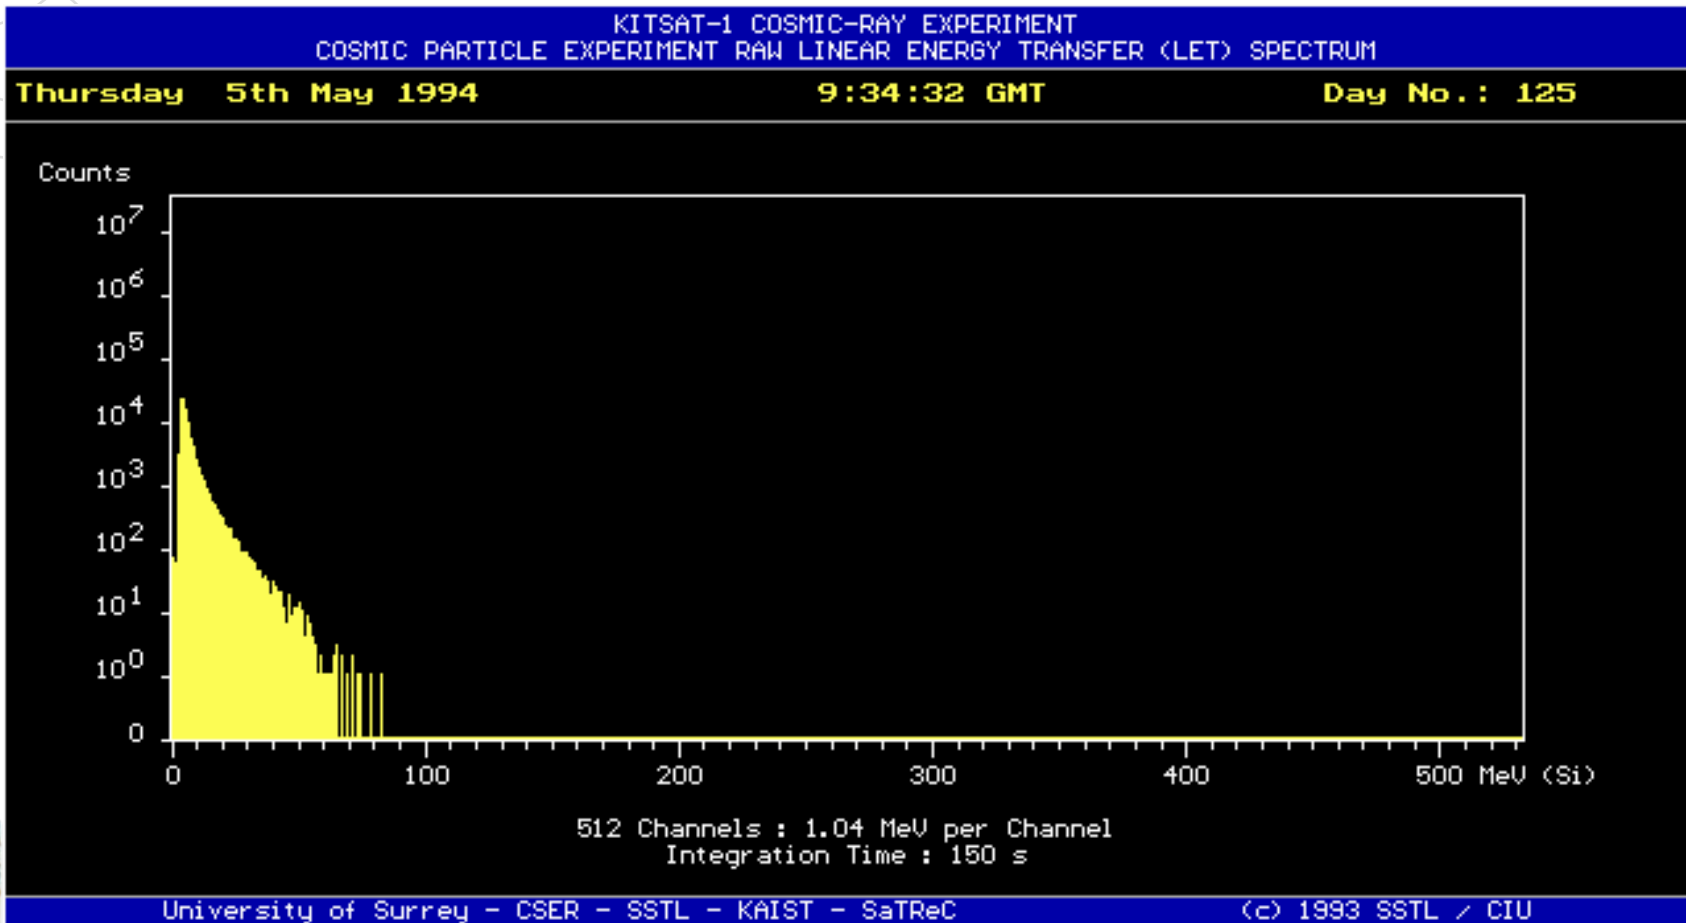 KITSAT-1 COSMIC-RAY EXPERIMENT
COSMIC PARTICLE EXPERIMENT RAW LINEAR ENERGY TRANSFER (LET) SPECTRUM
Thursday 5th May 1994 9:34:32 GMT Day No.: 125
Counts
10⁷
10⁶
10⁵
10⁴
10³
10²
10¹
10⁰
0
0 100 200 300 400 500 MeV (Si)
512 Channels : 1.04 MeV per Channel
Integration Time : 150 s
University of Surrey - CSER - SSTL - KAIST - SaTReC (c) 1993 SSTL / CIU